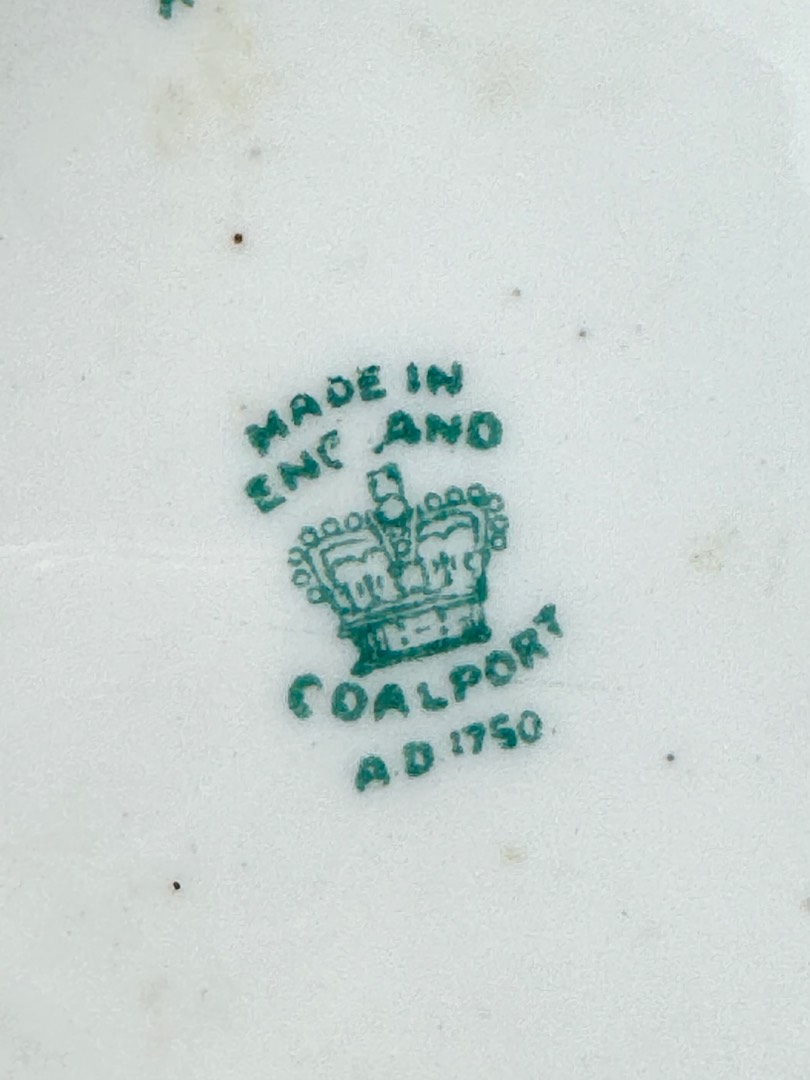 MADE IN
ENGLAND
COALPORT
A.D. 1750